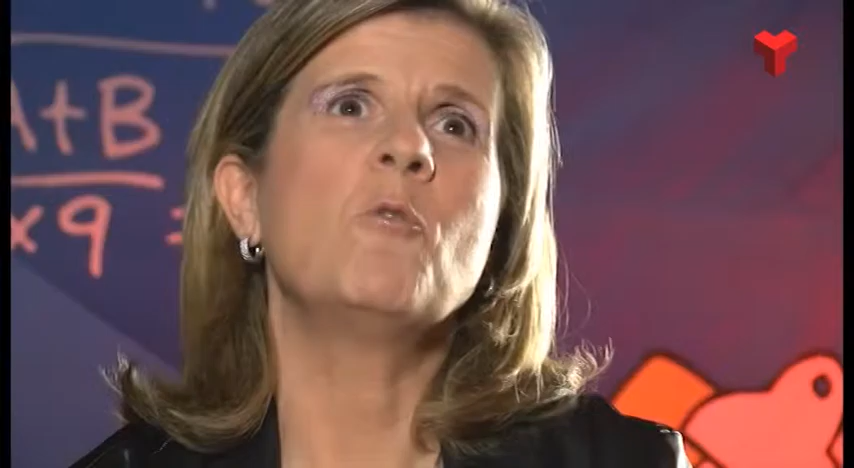 A+B
x9 =